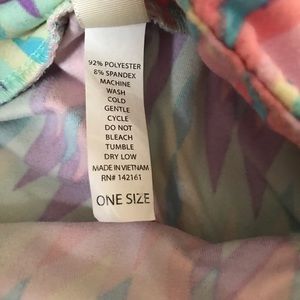 92% POLYESTER
8% SPANDEX
MACHINE
WASH
COLD
GENTLE
CYCLE
DO NOT
BLEACH
TUMBLE
DRY LOW
MADE IN VIETNAM
RN# 142161
ONE SIZE